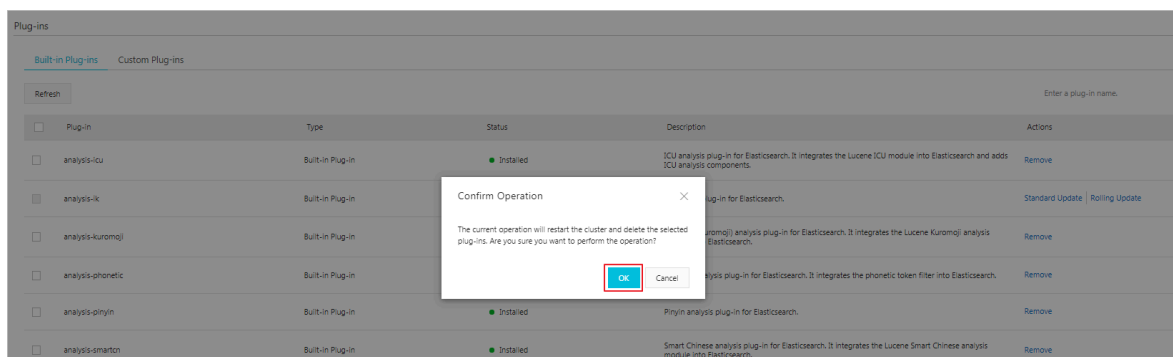 Plug-ins
Built-in Plug-ins Custom Plug-ins
Refresh Enter a plug-in name.
Plug-in Type Status Description Actions
analysis-icu Built-in Plug-in Installed ICU analysis plug-in for Elasticsearch. It integrates the Lucene ICU module into Elasticsearch and adds Remove
ICU analysis components.
analysis-ik Built-in Plug-in lug-in for Elasticsearch. Standard Update Rolling Update
Confirm Operation
The current operation will restart the cluster and delete the selected
plug-ins. Are you sure you want to perform the operation?
OK Cancel
analysis-kuromoji Built-in Plug-in uromoji) analysis plug-in for Elasticsearch. It integrates the Lucene Kuromoji analysis Remove
Elasticsearch.
analysis-phonetic Built-in Plug-in alysis plug-in for Elasticsearch. It integrates the phonetic token filter into Elasticsearch. Remove
analysis-pinyin Built-in Plug-in Installed Pinyin analysis plug-in for Elasticsearch. Remove
analysis-smartcn Built-in Plug-in Installed Smart Chinese analysis plug-in for Elasticsearch. It integrates the Lucene Smart Chinese analysis Remove
module into Elasticsearch.